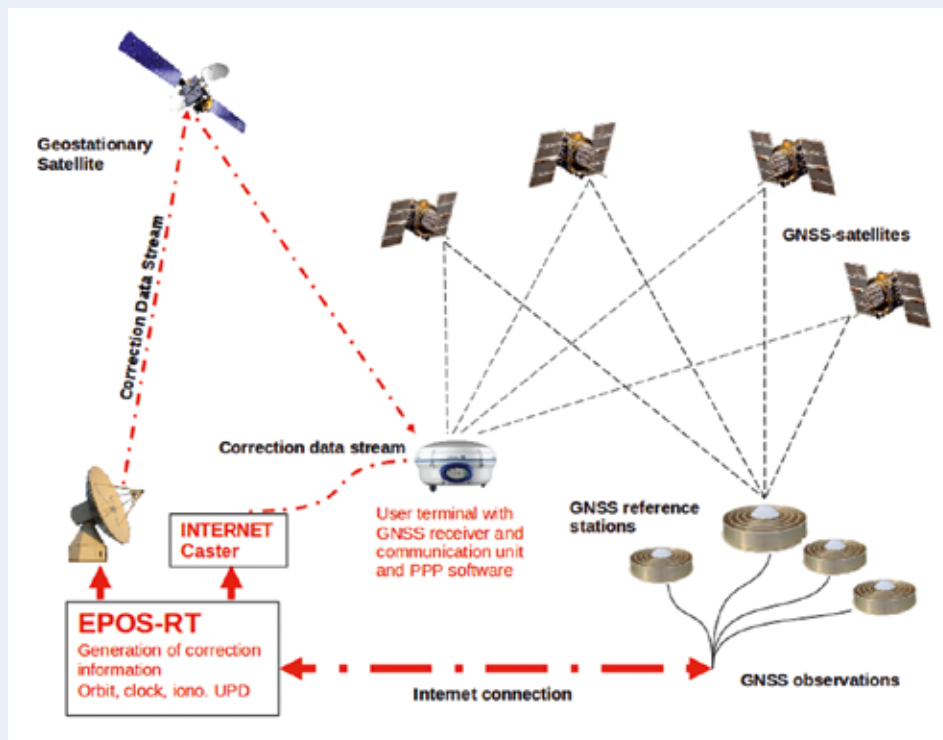 Geostationary
Satellite
GNSS-satellites
Correction Data Stream
Correction data stream
User terminal with
GNSS receiver and
communication unit
and PPP software
GNSS reference
stations
INTERNET
Caster
EPOS-RT
Generation of correction
information
Orbit, clock, iono. UPD
Internet connection
GNSS observations